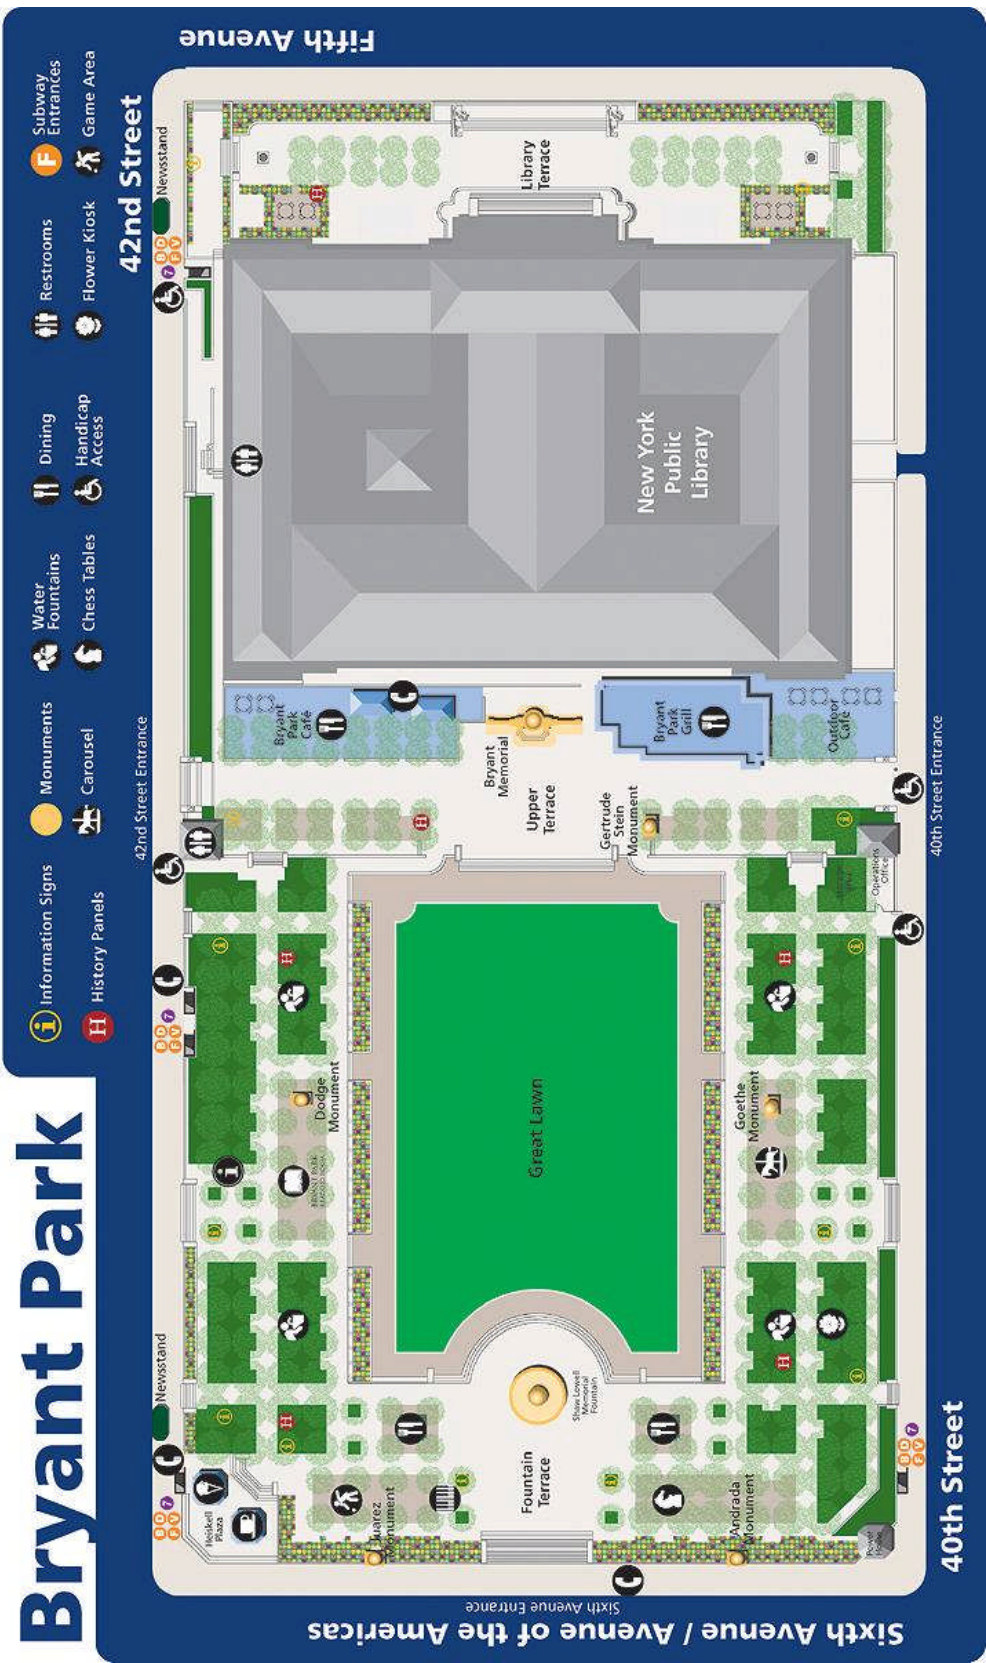 Bryant Park
Information Signs
Monuments
Water
Fountains
Dining
Restrooms
Subway
Entrances
History Panels
Carousel
Chess Tables
Handicap
Access
Flower Kiosk
Game Area
42nd Street
Newsstand
42nd Street Entrance
Newsstand
Fifth Avenue
Library
Terrace
New York
Public
Library
Bryant
Park
Café
Bryant
Memorial
Bryant
Park
Grill
Outdoor
Café
Upper
Terrace
Gertrude
Stein
Monument
Operations
Office
Dodge
Monument
Great Lawn
Goethe
Monument
Shaw Lowell
Memorial
Fountain
Fountain
Terrace
Heiskell
Plaza
Juarez
Monument
Andrada
Monument
40th Street Entrance
40th Street
Sixth Avenue Entrance
Sixth Avenue / Avenue of the Americas